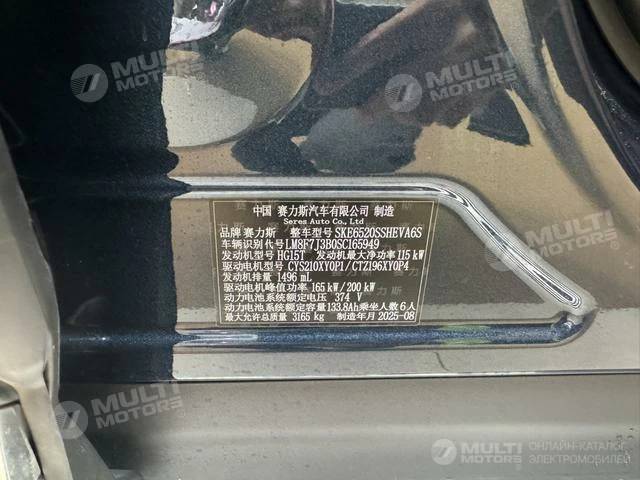 MULTI
MOTORS
MULTI
MOTORS
中国 赛力斯汽车有限公司 制造
Seres Auto Co., Ltd
品牌 赛力斯 整车型号 SKE6520SSHEVA6S
车辆识别代号 LM8F7J3B0SC165949
发动机型号 HG15T 发动机最大净功率 115 kW
驱动电机型号 CYS210XY0P1/CTZ196XY0P4
发动机排量 1496 mL
驱动电机峰值功率 165 kW/200 kW
动力电池系统额定电压 374 V
动力电池系统额定容量 133.8Ah 乘坐人数 6人
最大允许总质量 3165 kg 制造年月 2025-08
MULTI
MOTORS
MULTI
MOTORS
MULTI
MOTORS
ОНЛАЙН-КАТАЛОГ
ЭЛЕКТРОМОБИЛЕЙ